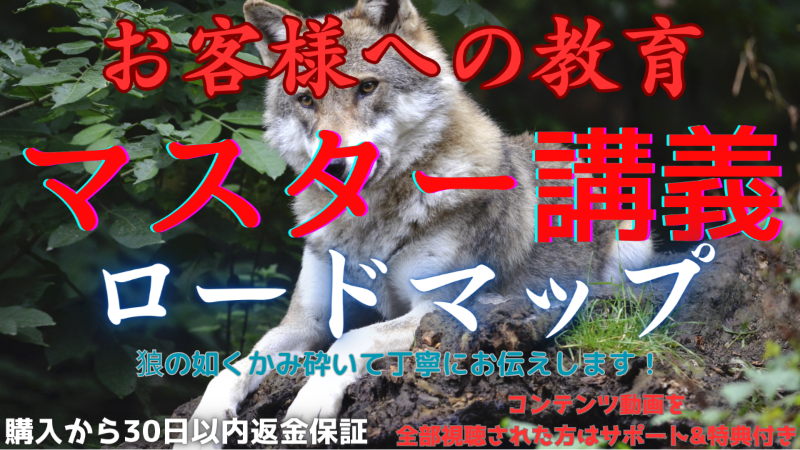 お客様への教育
マスター講義
ロードマップ
狼の如くかみ砕いて丁寧にお伝えします！
コンテンツ動画を
全部視聴された方はサポート&特典付き
購入から30日以内返金保証